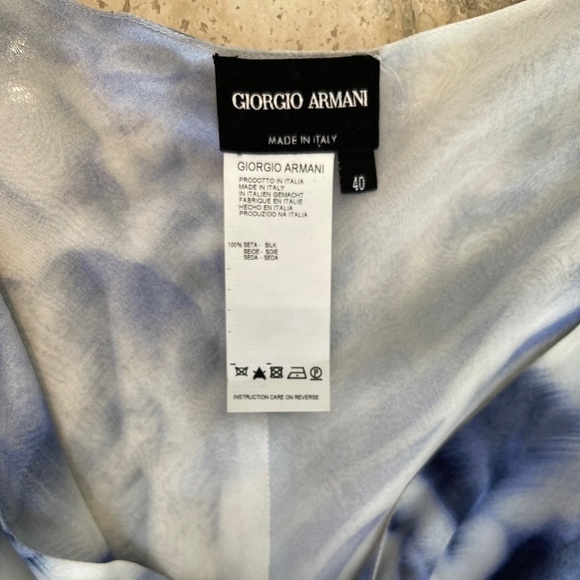 GIORGIO ARMANI
MADE IN ITALY
40
GIORGIO ARMANI
PRODOTTO IN ITALIA
MADE IN ITALY
IN ITALIEN GEMACHT
FABRIQUE EN ITALIE
HECHO EN ITALIA
PRODUZIDO NA ITALIA
100% SETA - SILK
SEIDE - SOIE
SEDA - SEDA
INSTRUCTION CARE ON REVERSE